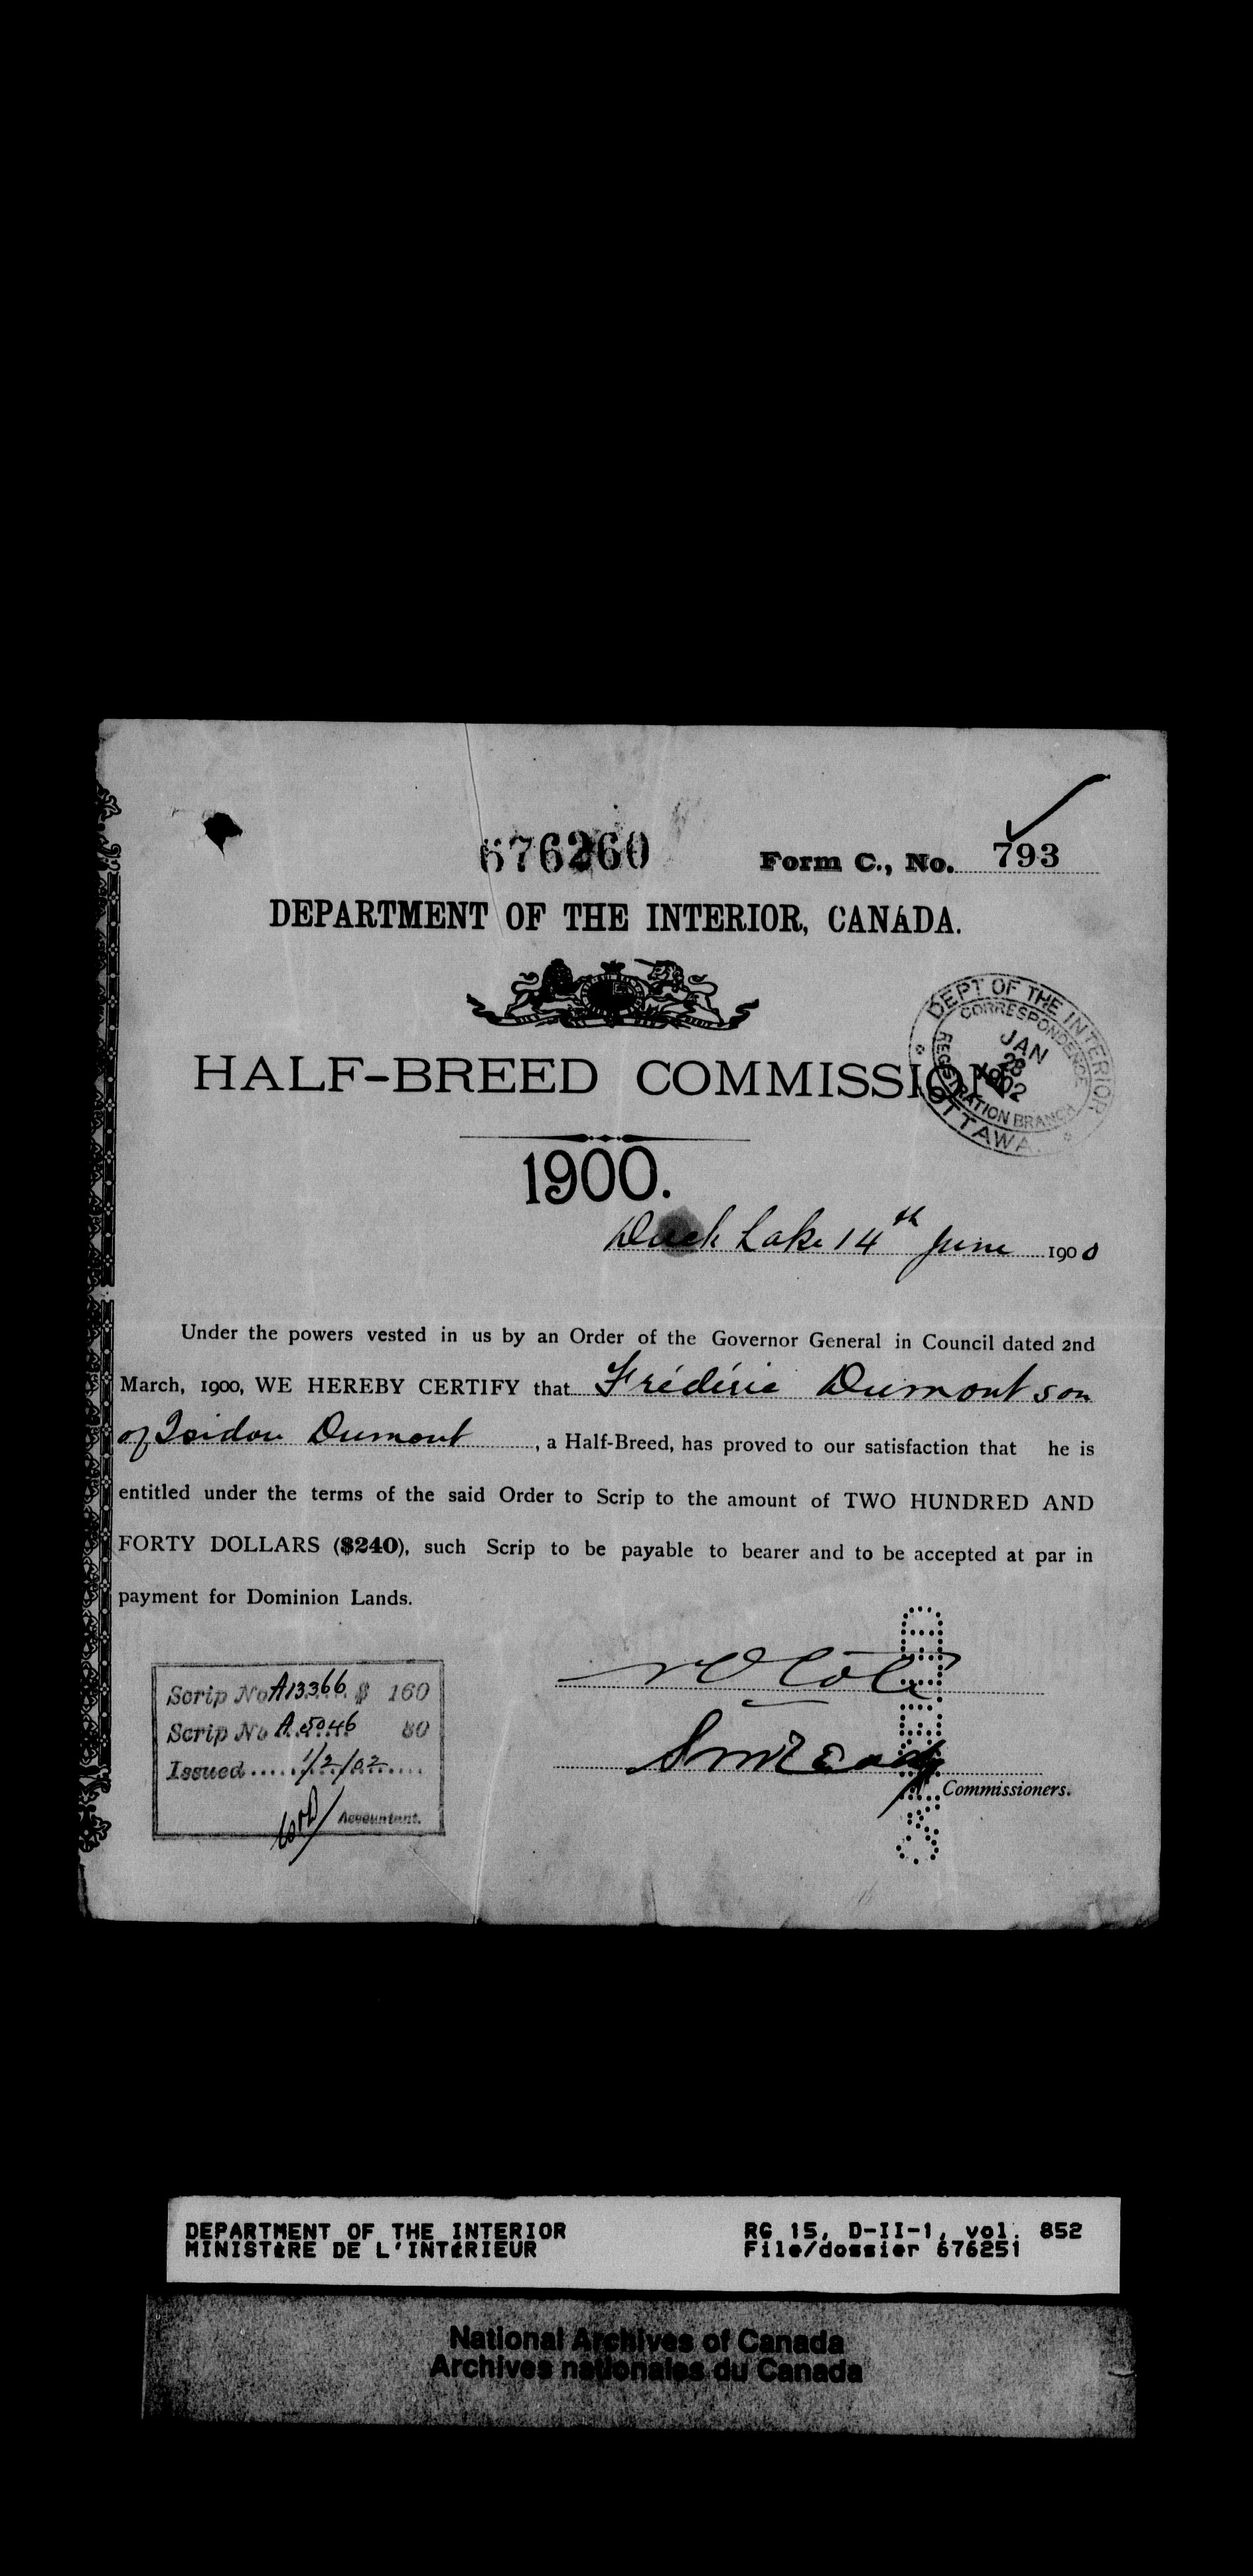 676260
Form C., No. 793
DEPARTMENT OF THE INTERIOR, CANADA.
HALF-BREED COMMISSION
DEPT OF THE INTERIOR
CORRESPONDENCE
JAN
28
1902
REGISTRATION BRANCH
OTTAWA.
1900.
Duck Lake 14th June 1900
Under the powers vested in us by an Order of the Governor General in Council dated 2nd
March, 1900, WE HEREBY CERTIFY that Frédéric Dumont son
of Isidore Dumont, a Half-Breed, has proved to our satisfaction that he is
entitled under the terms of the said Order to Scrip to the amount of TWO HUNDRED AND
FORTY DOLLARS ($240), such Scrip to be payable to bearer and to be accepted at par in
payment for Dominion Lands.
Scrip No A13366 $ 160
Scrip No A.5046 80
Issued 1/2/02
Accountant.
Côté
Commissioners.
DEPARTMENT OF THE INTERIOR
MINISTÈRE DE L'INTÉRIEUR
RG 15, D-II-1, vol. 852
File/dossier 676251
National Archives of Canada
Archives nationales du Canada